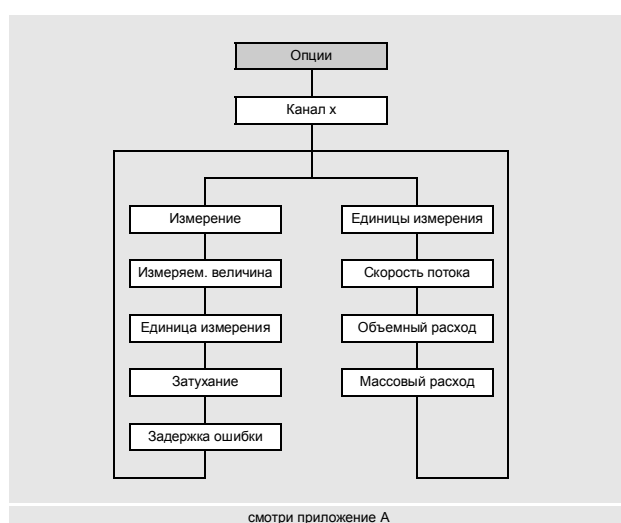 Опции
Канал x
Измерение
Измеряем. величина
Единица измерения
Затухание
Задержка ошибки
Единицы измерения
Скорость потока
Объемный расход
Массовый расход
смотри приложение А